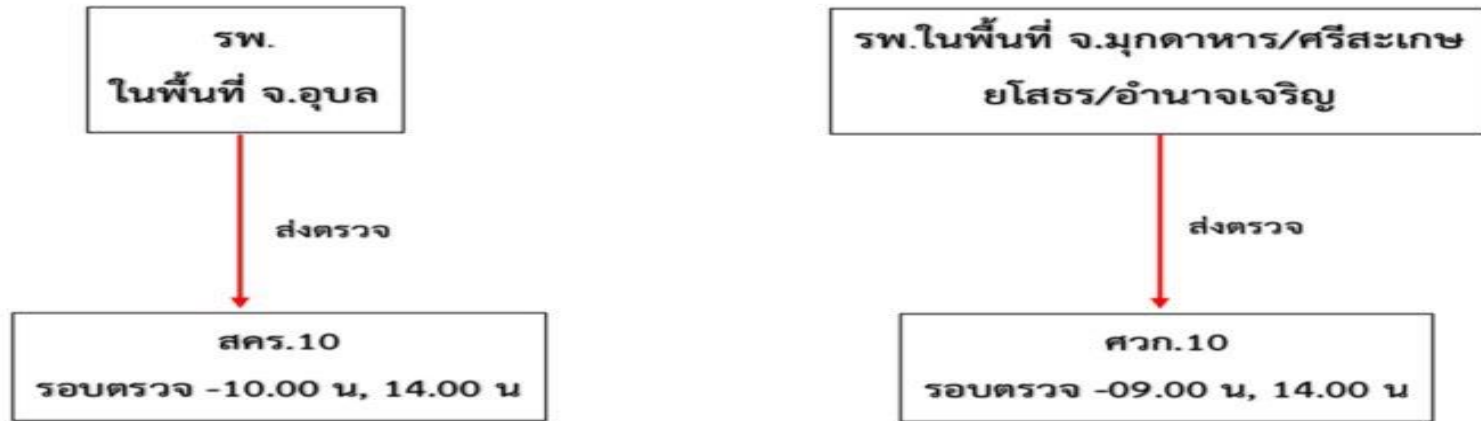 รพ.
ในพื้นที่ จ.อุบล
ส่งตรวจ
สคร.10
รอบตรวจ -10.00 น, 14.00 น
รพ.ในพื้นที่ จ.มุกดาหาร/ศรีสะเกษ
ยโสธร/อำนาจเจริญ
ส่งตรวจ
ศวก.10
รอบตรวจ -09.00 น, 14.00 น